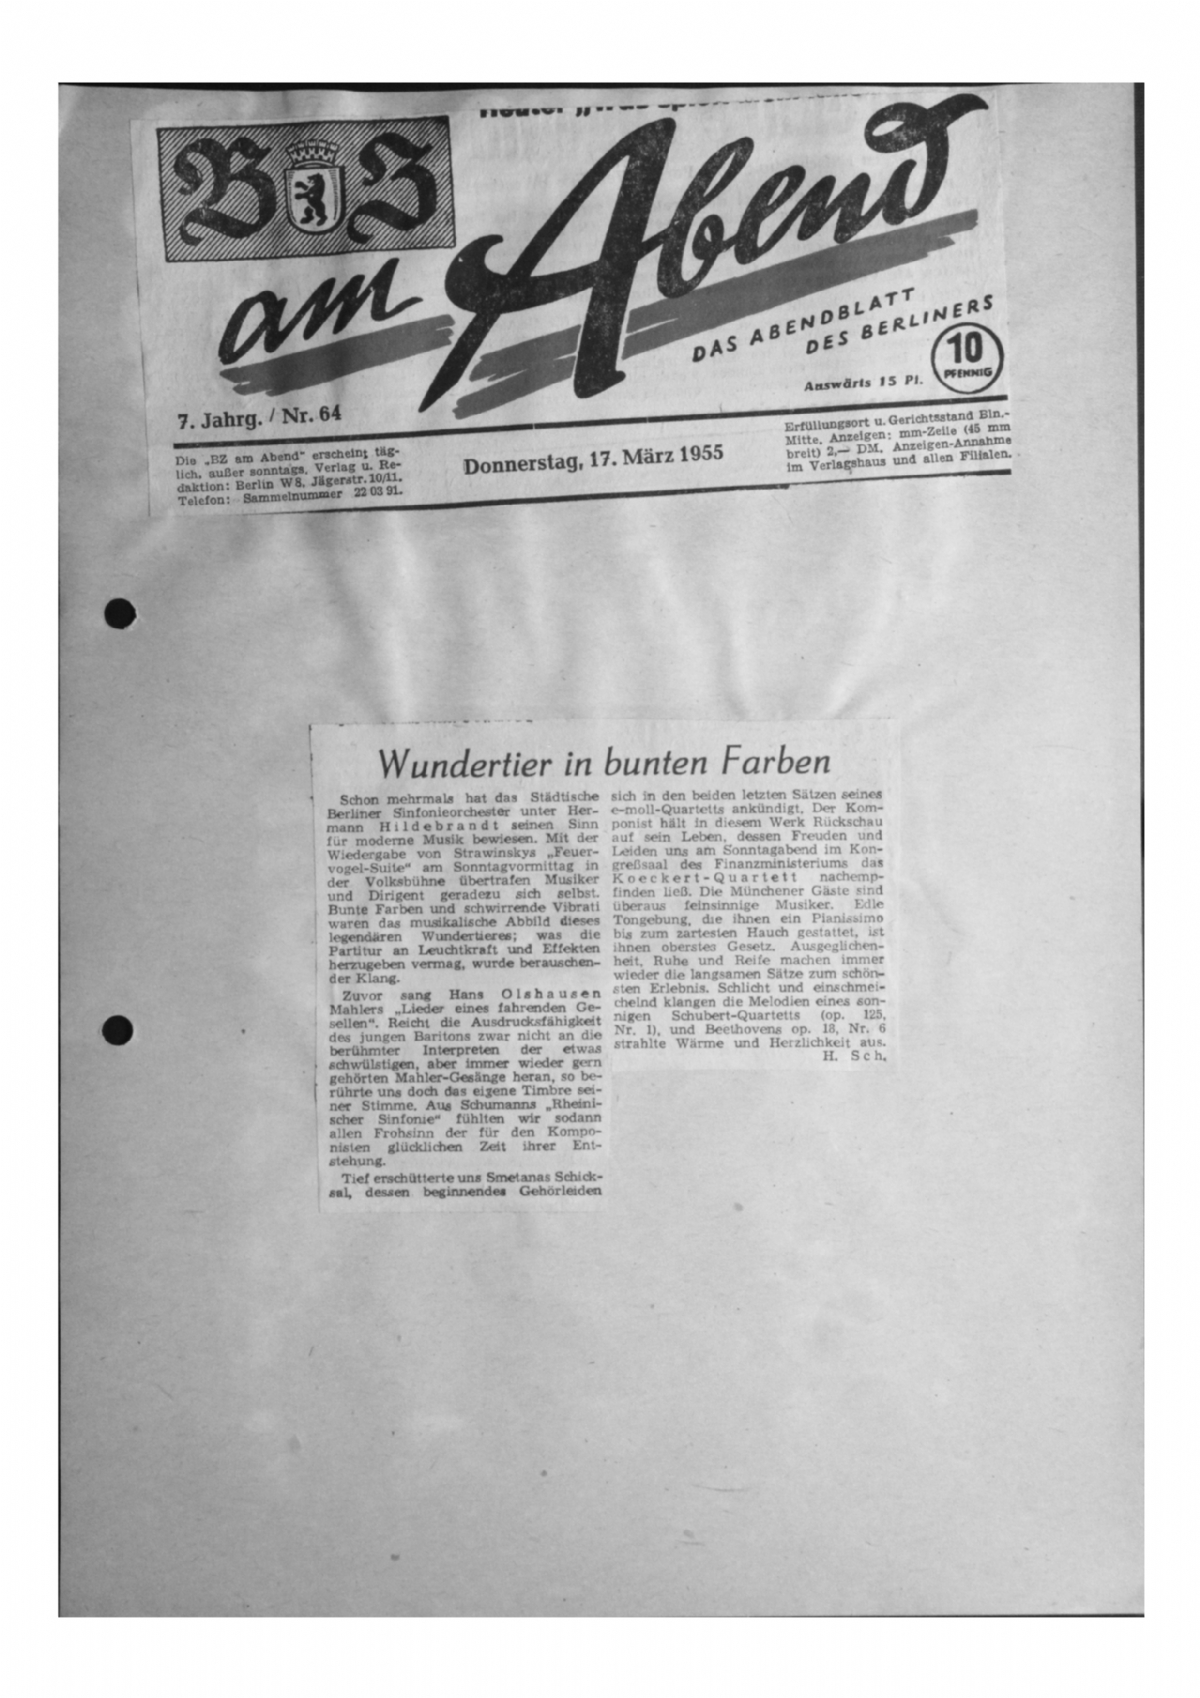 BZ
am Abend
DAS ABENDBLATT
DES BERLINERS
10
PFENNIG
Auswärts 15 Pf.
7. Jahrg. / Nr. 64
Die „BZ am Abend“ erscheint täg-
lich, außer sonntags. Verlag u. Re-
daktion: Berlin W8, Jägerstr. 10/11.
Telefon: Sammelnummer 22 03 91.
Donnerstag, 17. März 1955
Erfüllungsort u. Gerichtsstand Bln.-
Mitte. Anzeigen: mm-Zeile (45 mm
breit) 2,— DM, Anzeigen-Annahme
im Verlagshaus und allen Filialen.
Wundertier in bunten Farben
Schon mehrmals hat das Städtische
Berliner Sinfonieorchester unter Her-
mann Hildebrandt seinen Sinn
für moderne Musik bewiesen. Mit der
Wiedergabe von Strawinskys „Feuer-
vogel-Suite“ am Sonntagvormittag in
der Volksbühne übertrafen Musiker
und Dirigent geradezu sich selbst.
Bunte Farben und schwirrende Vibrati
waren das musikalische Abbild dieses
legendären Wundertieres; was die
Partitur an Leuchtkraft und Effekten
herzugeben vermag, wurde berauschen-
der Klang.
Zuvor sang Hans Olshausen
Mahlers „Lieder eines fahrenden Ge-
sellen“. Reicht die Ausdrucksfähigkeit
des jungen Baritons zwar nicht an die
berühmter Interpreten der etwas
schwülstigen, aber immer wieder gern
gehörten Mahler-Gesänge heran, so be-
rührte uns doch das eigene Timbre sei-
ner Stimme. Aus Schumanns „Rheini-
scher Sinfonie“ fühlten wir sodann
allen Frohsinn der für den Kompo-
nisten glücklichen Zeit ihrer Ent-
stehung.
Tief erschütterte uns Smetanas Schick-
sal, dessen beginnendes Gehörleiden
sich in den beiden letzten Sätzen seines
e-moll-Quartetts ankündigt. Der Kom-
ponist hält in diesem Werk Rückschau
auf sein Leben, dessen Freuden und
Leiden uns am Sonntagabend im Kon-
greßsaal des Finanzministeriums das
Koeckert-Quartett nachemp-
finden ließ. Die Münchener Gäste sind
überaus feinsinnige Musiker. Edle
Tongebung, die ihnen ein Pianissimo
bis zum zartesten Hauch gestattet, ist
ihnen oberstes Gesetz. Ausgeglichen-
heit, Ruhe und Reife machen immer
wieder die langsamen Sätze zum schön-
sten Erlebnis. Schlicht und einschmei-
chelnd klangen die Melodien eines son-
nigen Schubert-Quartetts (op. 125,
Nr. 1), und Beethovens op. 18, Nr. 6
strahlte Wärme und Herzlichkeit aus.
H. Sch.